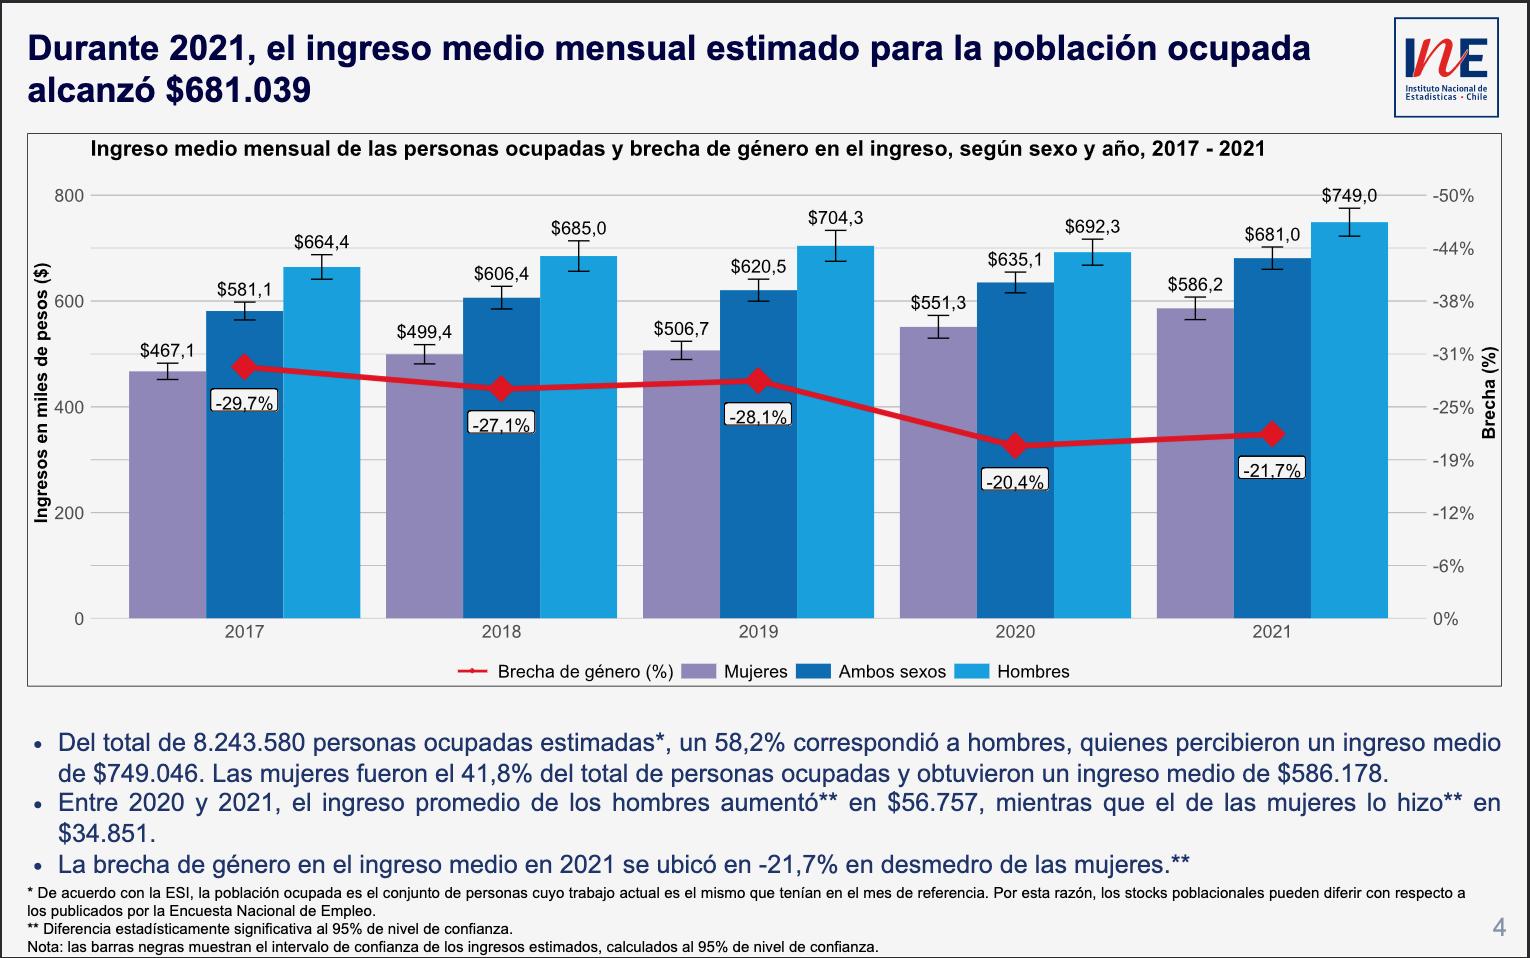 Durante 2021, el ingreso medio mensual estimado para la población ocupada
alcanzó $681.039
INE
Instituto Nacional de
Estadísticas • Chile
Ingreso medio mensual de las personas ocupadas y brecha de género en el ingreso, según sexo y año, 2017 - 2021
Ingresos en miles de pesos ($)
800
600
400
200
0
$467,1
$581,1
$664,4
$499,4
$606,4
$685,0
$506,7
$620,5
$704,3
$551,3
$635,1
$692,3
$586,2
$681,0
$749,0
-29,7%
-27,1%
-28,1%
-20,4%
-21,7%
-50%
-44%
-38%
-31%
-25%
-19%
-12%
-6%
0%
Brecha (%)
2017
2018
2019
2020
2021
Brecha de género (%)
Mujeres
Ambos sexos
Hombres
• Del total de 8.243.580 personas ocupadas estimadas*, un 58,2% correspondió a hombres, quienes percibieron un ingreso medio
de $749.046. Las mujeres fueron el 41,8% del total de personas ocupadas y obtuvieron un ingreso medio de $586.178.
• Entre 2020 y 2021, el ingreso promedio de los hombres aumentó** en $56.757, mientras que el de las mujeres lo hizo** en
$34.851.
• La brecha de género en el ingreso medio en 2021 se ubicó en -21,7% en desmedro de las mujeres.**
* De acuerdo con la ESI, la población ocupada es el conjunto de personas cuyo trabajo actual es el mismo que tenían en el mes de referencia. Por esta razón, los stocks poblacionales pueden diferir con respecto a
los publicados por la Encuesta Nacional de Empleo.
** Diferencia estadísticamente significativa al 95% de nivel de confianza.
Nota: las barras negras muestran el intervalo de confianza de los ingresos estimados, calculados al 95% de nivel de confianza.
4